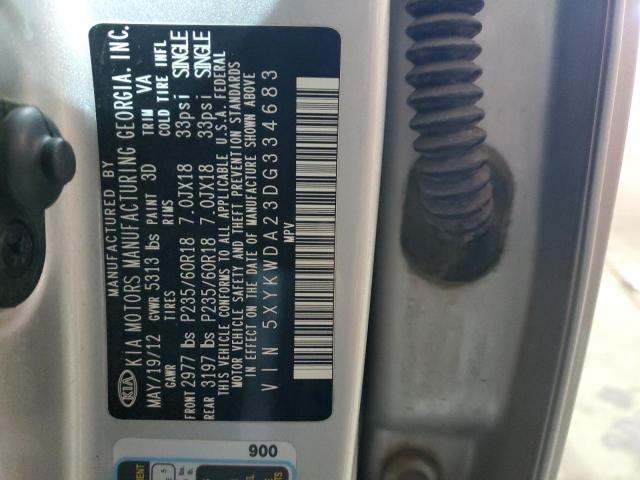 MANUFACTURED BY
KIA KIA MOTORS MANUFACTURING GEORGIA, INC.
MAY/19/12 GVWR 5313 lbs PAINT 3D TRIM VA
GAWR TIRES RIMS COLD TIRE INFL
FRONT 2977 lbs P235/60R18 7.0JX18 33psi SINGLE
REAR 3197 lbs P235/60R18 7.0JX18 33psi SINGLE
THIS VEHICLE CONFORMS TO ALL APPLICABLE U.S.A FEDERAL
MOTOR VEHICLE SAFETY AND THEFT PREVENTION STANDARDS
IN EFFECT ON THE DATE OF MANUFACTURE SHOWN ABOVE
VIN 5XYKWDA23DG334683
MPV
900